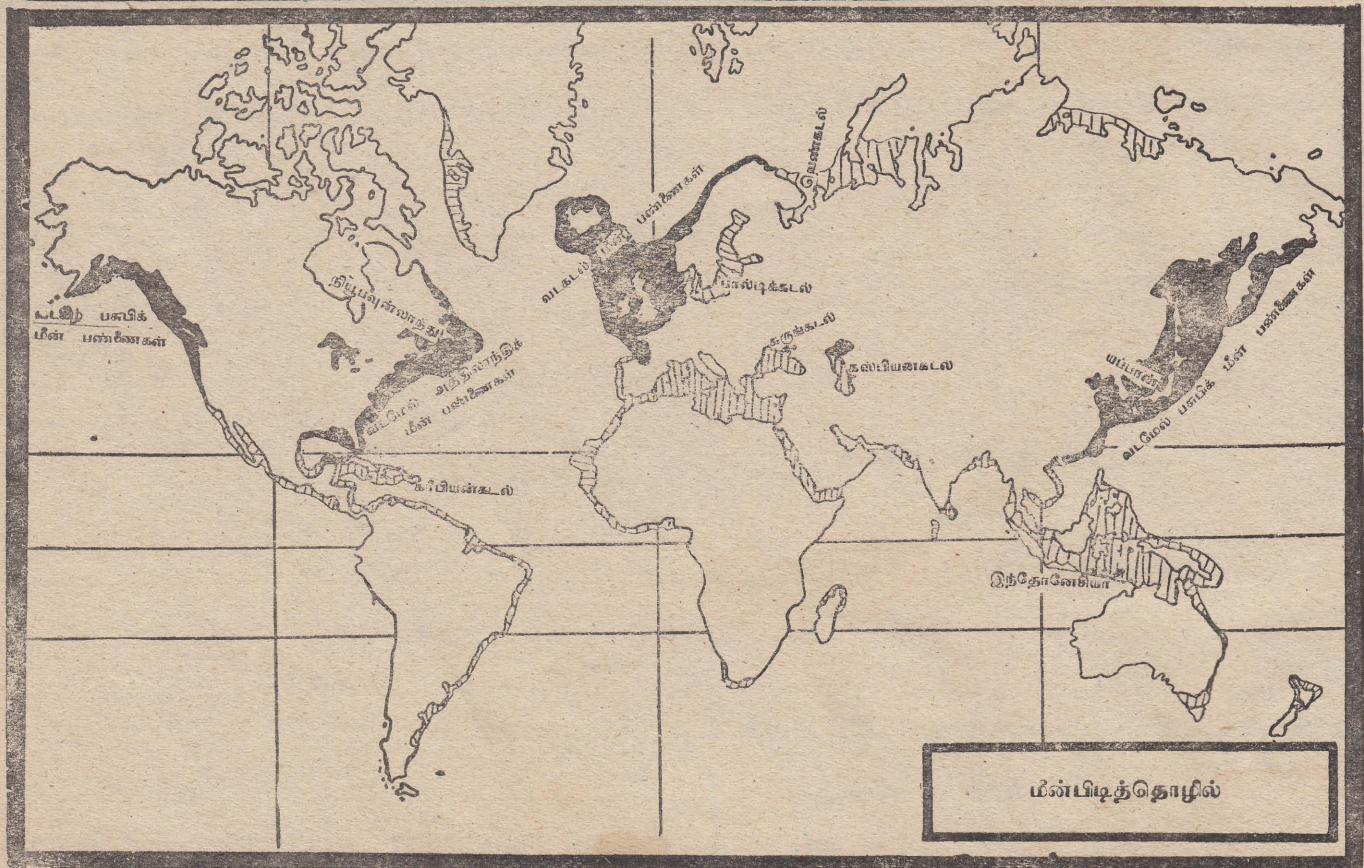 வெண்கடல்
வடகடல் மீன் பண்ணைகள்
பால்டிக்கடல்
நியூபவுன்லாந்து
பசுபிக்
மீன் பண்ணைகள்
வடமேல் அத்திலாந்திக்
மீன் பண்ணைகள்
கருங்கடல்
கஸ்பியன்கடல்
யப்பான்
வடமேல் பசுபிக் மீன் பண்ணைகள்
கரிபியன்கடல்
இந்தோனேசியா
மீன்பிடித்தொழில்